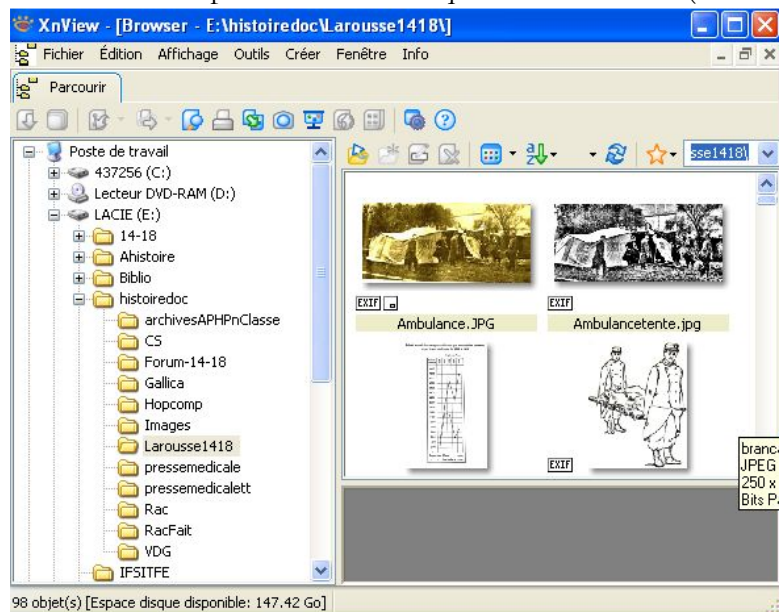 XnView - [Browser - E:\histoiredoc\Larousse1418\]
Fichier Édition Affichage Outils Créer Fenêtre Info
Parcourir
Poste de travail
437256 (C:)
Lecteur DVD-RAM (D:)
LACIE (E:)
14-18
Ahistoire
Biblio
histoiredoc
archivesAPHPnClasse
CS
Forum-14-18
Gallica
Hopcomp
Images
Larousse1418
pressemedicale
pressemedicalett
Rac
RacFait
VDG
IFSITFE
sse1418\
EXIF
EXIF
Ambulance.JPG Ambulancetente.jpg
EXIF
branca
JPEG
250 x
Bits Pa
98 objet(s) [Espace disque disponible: 147.42 Go]